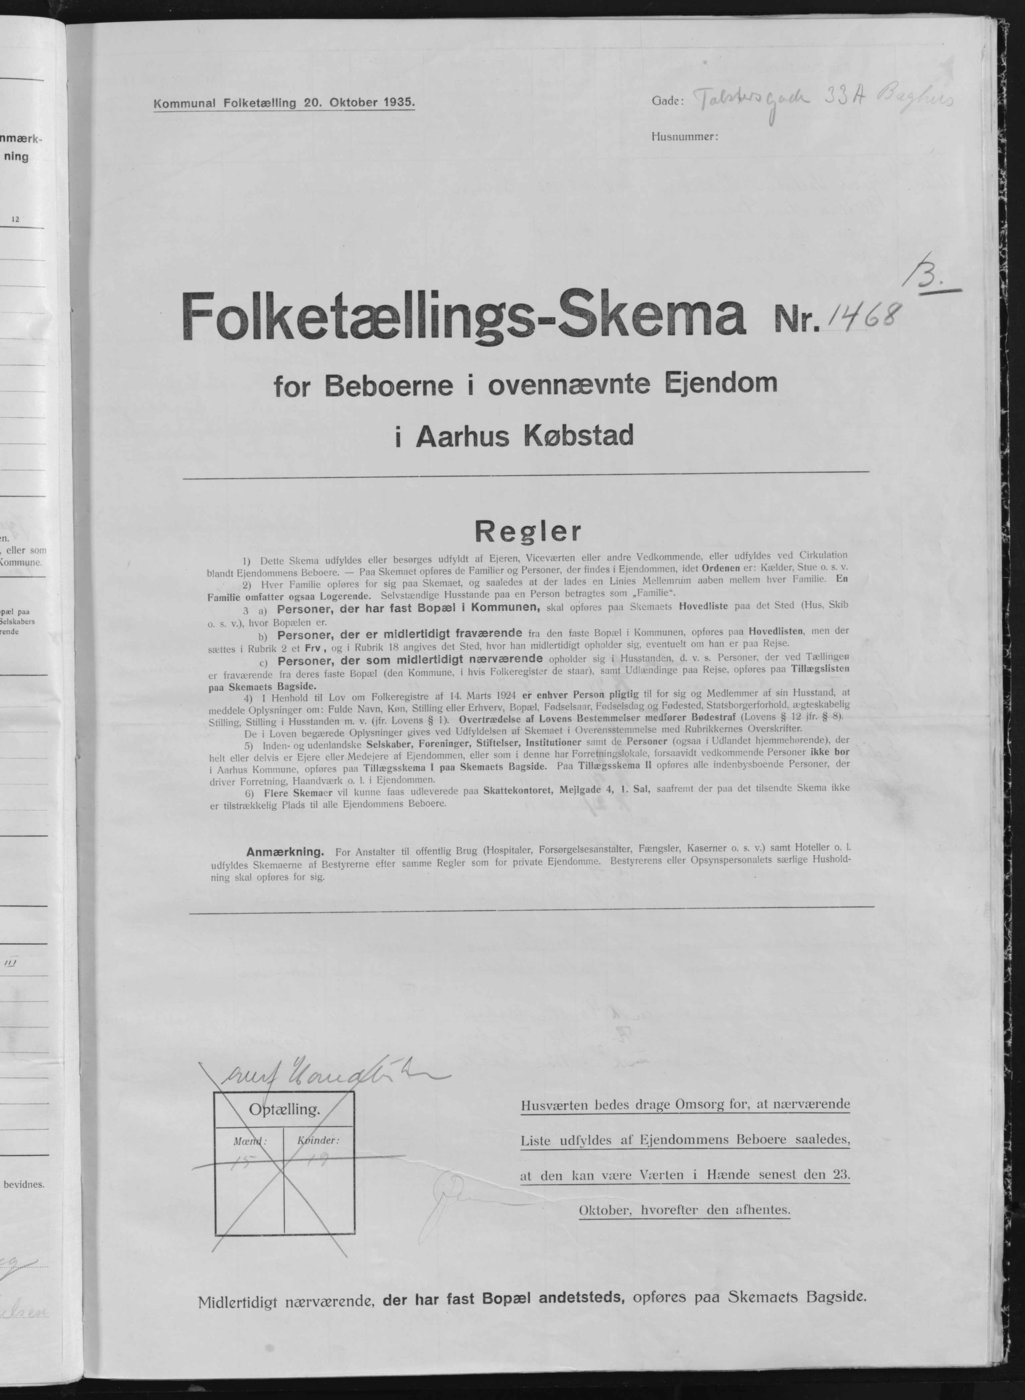 nmærk-
ning
12
en.
, eller som
Kommune.
opæl paa
Selskabers
rende
III
bevidnes.
Kommunal Folketælling 20. Oktober 1935.
Gade: 33A Baghus
Husnummer:
B.
Folketællings-Skema Nr. 1468
for Beboerne i ovennævnte Ejendom
i Aarhus Købstad
Regler
1) Dette Skema udfyldes eller besørges udfyldt af Ejeren, Viceværten eller andre Vedkommende, eller udfyldes ved Cirkulation
blandt Ejendommens Beboere. — Paa Skemaet opføres de Familier og Personer, der findes i Ejendommen, idet Ordenen er: Kælder, Stue o. s. v.
2) Hver Familie opføres for sig paa Skemaet, og saaledes at der lades en Linies Mellemrum aaben mellem hver Familie. En
Familie omfatter ogsaa Logerende. Selvstændige Husstande paa en Person betragtes som „Familie“.
3 a) Personer, der har fast Bopæl i Kommunen, skal opføres paa Skemaets Hovedliste paa det Sted (Hus, Skib
o. s. v.), hvor Bopælen er.
b) Personer, der er midlertidigt fraværende fra den faste Bopæl i Kommunen, opføres paa Hovedlisten, men der
sættes i Rubrik 2 et Frv, og i Rubrik 18 angives det Sted, hvor han midlertidigt opholder sig, eventuelt om han er paa Rejse.
c) Personer, der som midlertidigt nærværende opholder sig i Husstanden, d. v. s. Personer, der ved Tællingen
er fraværende fra deres faste Bopæl (den Kommune, i hvis Folkeregister de staar), samt Udlændinge paa Rejse, opføres paa Tillægslisten
paa Skemaets Bagside.
4) I Henhold til Lov om Folkeregistre af 14. Marts 1924 er enhver Person pligtig til for sig og Medlemmer af sin Husstand, at
meddele Oplysninger om: Fulde Navn, Køn, Stilling eller Erhverv, Bopæl, Fødselsaar, Fødselsdag og Fødested, Statsborgerforhold, ægteskabelig
Stilling, Stilling i Husstanden m. v. (jfr. Lovens § 1). Overtrædelse af Lovens Bestemmelser medfører Bødestraf (Lovens § 12 jfr. § 8).
De i Loven begærede Oplysninger gives ved Udfyldelsen af Skemaet i Overensstemmelse med Rubrikkernes Overskrifter.
5) Inden- og udenlandske Selskaber, Foreninger, Stiftelser, Institutioner samt de Personer (ogsaa i Udlandet hjemmehørende), der
helt eller delvis er Ejere eller Medejere af Ejendommen, eller som i denne har Forretningslokale, forsaavidt vedkommende Personer ikke bor
i Aarhus Kommune, opføres paa Tillægsskema I paa Skemaets Bagside. Paa Tillægsskema II opføres alle indenbysboende Personer, der
driver Forretning, Haandværk o. l. i Ejendommen.
6) Flere Skemaer vil kunne faas udleverede paa Skattekontoret, Mejlgade 4, 1. Sal, saafremt der paa det tilsendte Skema ikke
er tilstrækkelig Plads til alle Ejendommens Beboere.
Anmærkning. For Anstalter til offentlig Brug (Hospitaler, Forsørgelsesanstalter, Fængsler, Kaserner o. s. v.) samt Hoteller o. l.
udfyldes Skemaerne af Bestyrerne efter samme Regler som for private Ejendomme. Bestyrerens eller Opsynspersonalets særlige Hushold-
ning skal opføres for sig.
Optælling.
Mænd: Kvinder:
15 19
Husværten bedes drage Omsorg for, at nærværende
Liste udfyldes af Ejendommens Beboere saaledes,
at den kan være Værten i Hænde senest den 23.
Oktober, hvorefter den afhentes.
Midlertidigt nærværende, der har fast Bopæl andetsteds, opføres paa Skemaets Bagside.